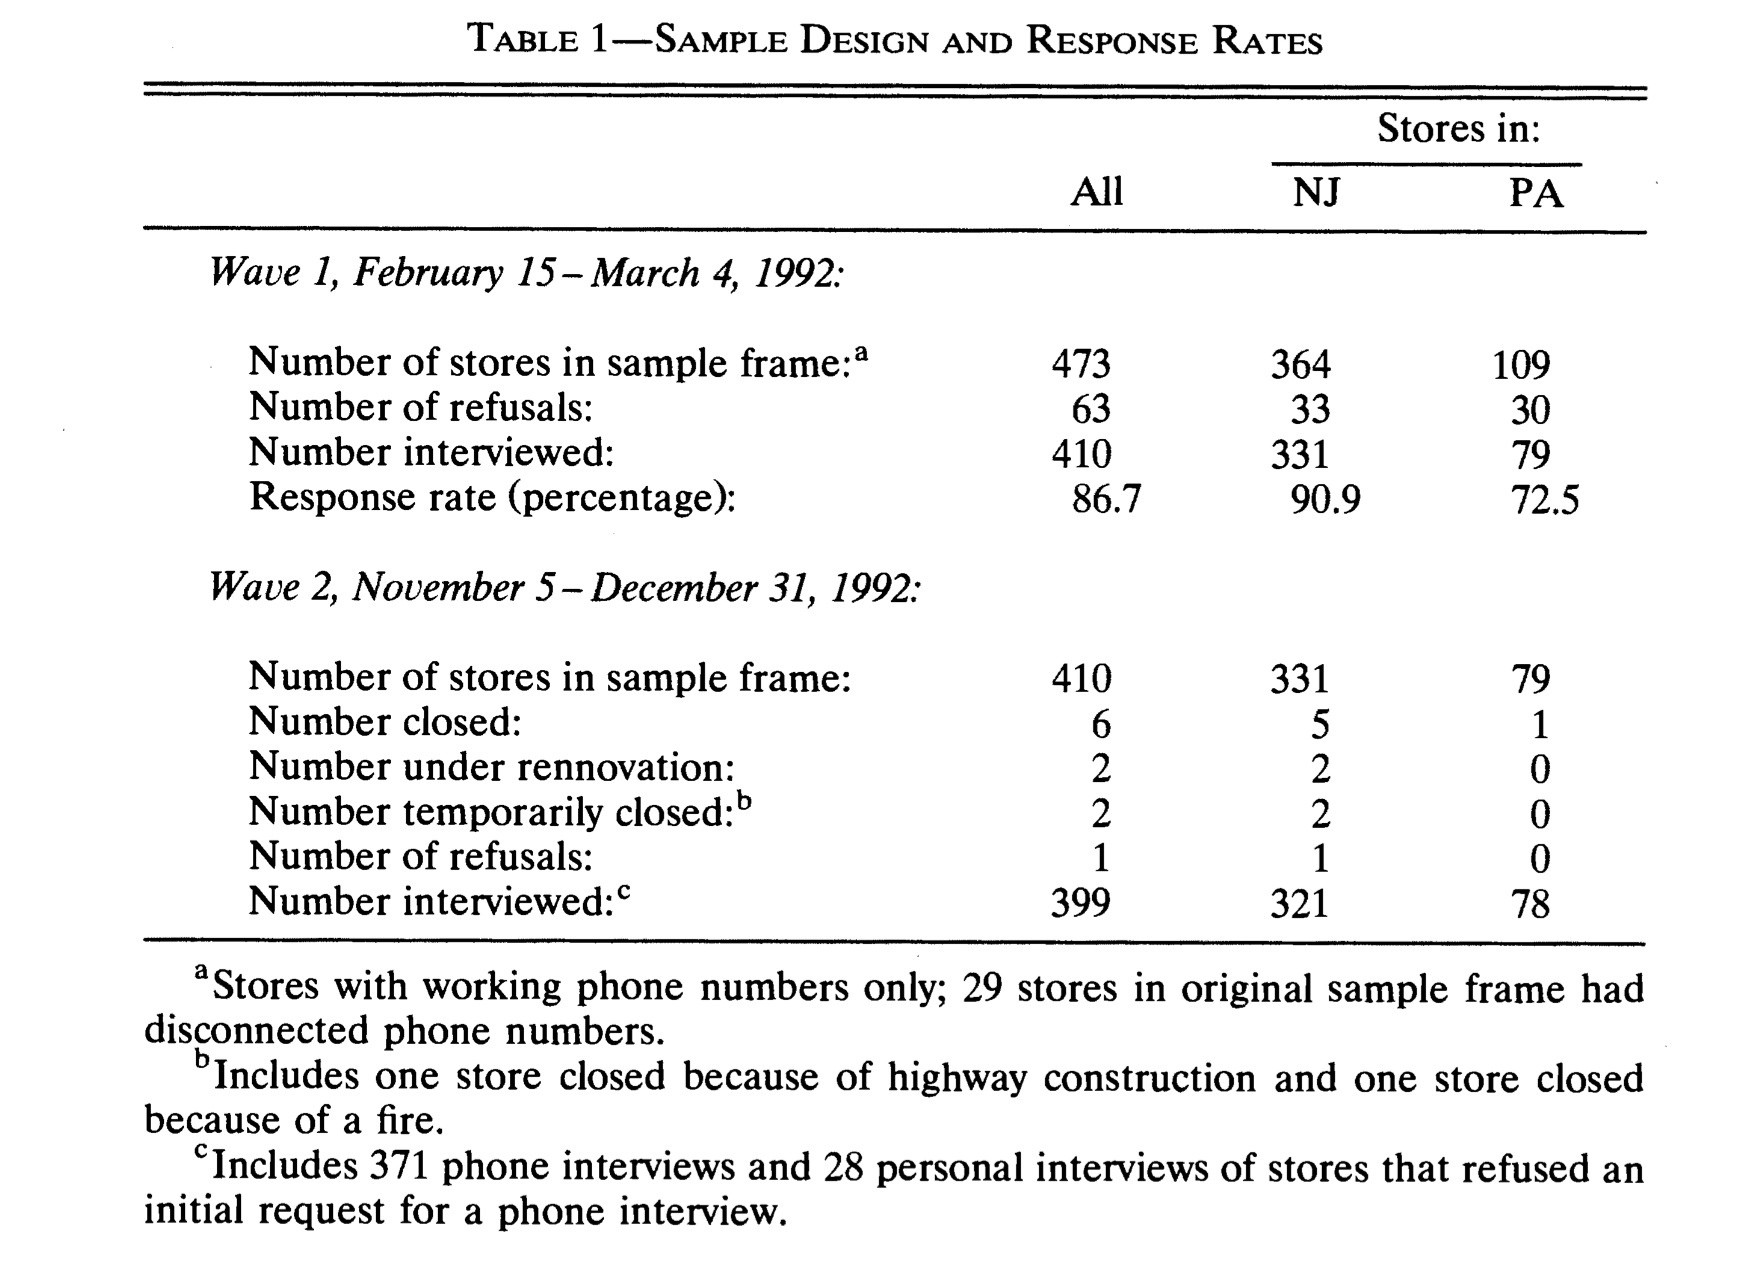 TABLE 1—SAMPLE DESIGN AND RESPONSE RATES
Stores in:
All NJ PA
Wave 1, February 15–March 4, 1992:
Number of stores in sample frame:a 473 364 109
Number of refusals: 63 33 30
Number interviewed: 410 331 79
Response rate (percentage): 86.7 90.9 72.5
Wave 2, November 5–December 31, 1992:
Number of stores in sample frame: 410 331 79
Number closed: 6 5 1
Number under rennovation: 2 2 0
Number temporarily closed:b 2 2 0
Number of refusals: 1 1 0
Number interviewed:c 399 321 78
aStores with working phone numbers only; 29 stores in original sample frame had
disconnected phone numbers.
bIncludes one store closed because of highway construction and one store closed
because of a fire.
cIncludes 371 phone interviews and 28 personal interviews of stores that refused an
initial request for a phone interview.